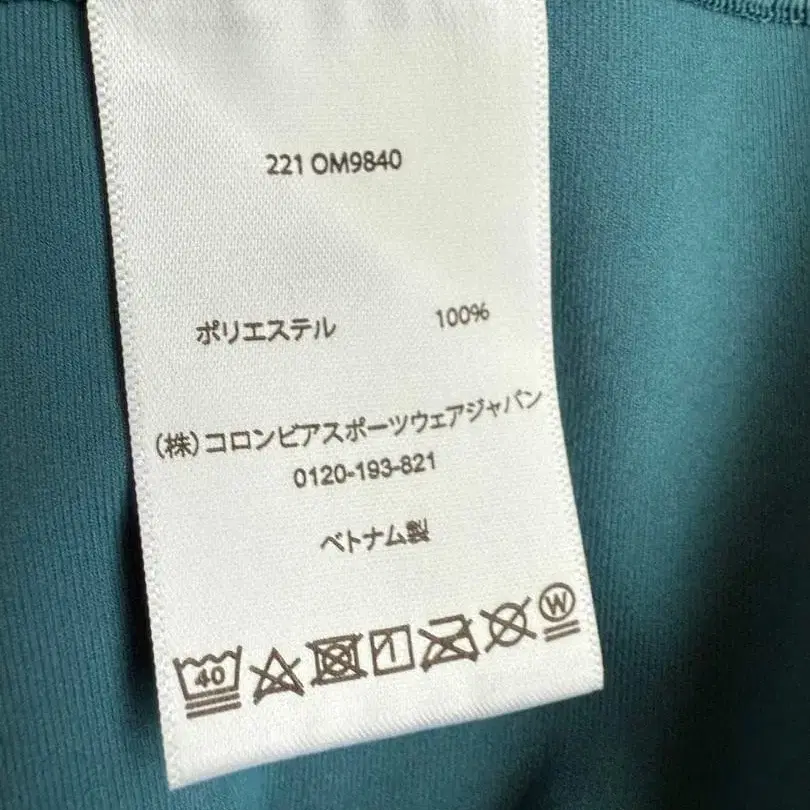 221 OM9840
ポリエステル 100%
(株)コロンビアスポーツウェアジャパン
0120-193-821
ベトナム製
40 W